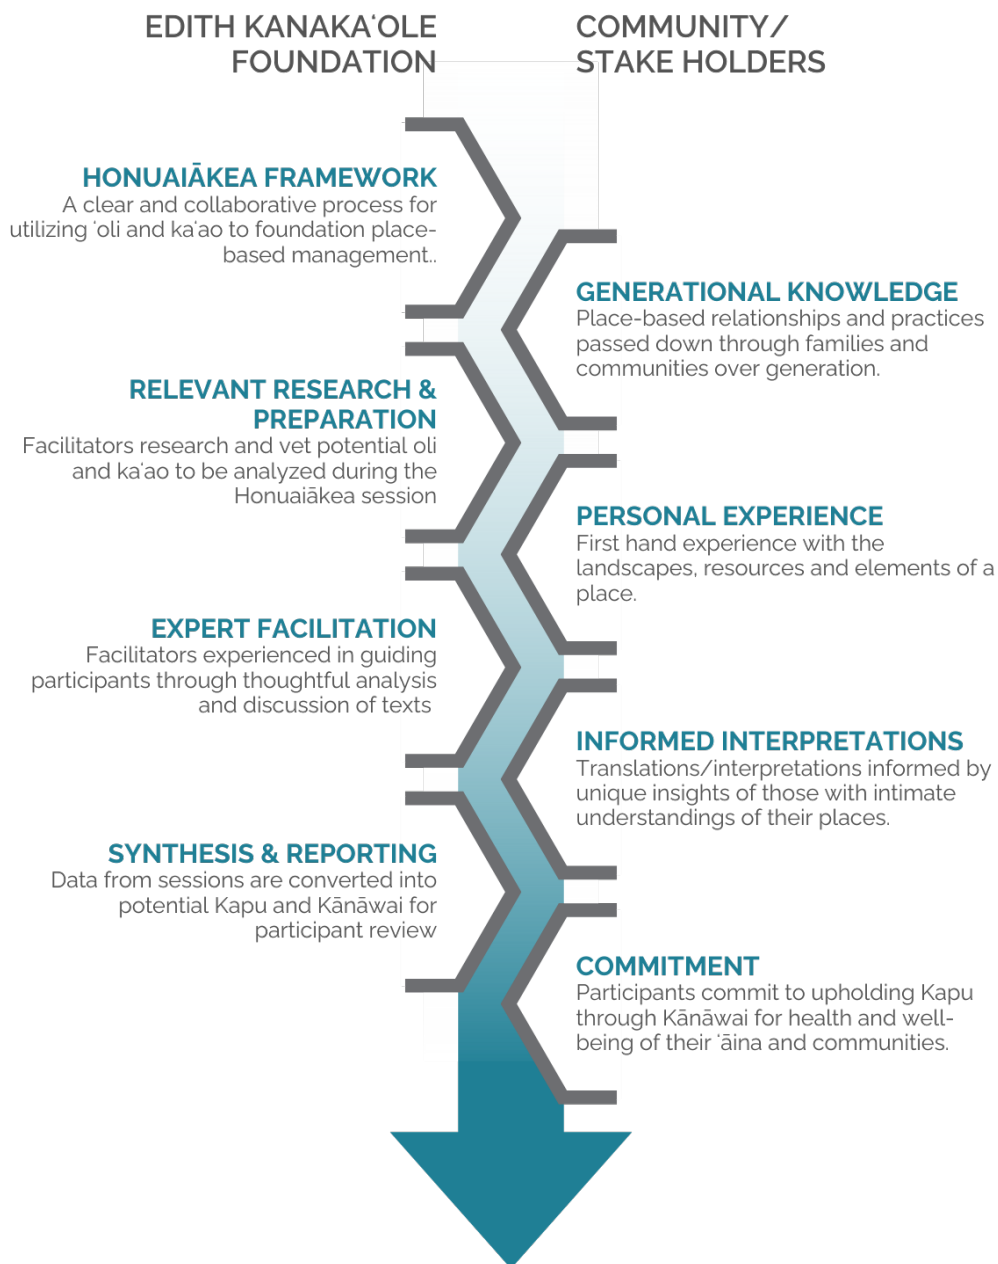 EDITH KANAKAʻOLE
FOUNDATION
COMMUNITY/
STAKE HOLDERS
HONUAIĀKEA FRAMEWORK
A clear and collaborative process for
utilizing ʻoli and kaʻao to foundation place-
based management..
GENERATIONAL KNOWLEDGE
Place-based relationships and practices
passed down through families and
communities over generation.
RELEVANT RESEARCH &
PREPARATION
Facilitators research and vet potential oli
and kaʻao to be analyzed during the
Honuaiākea session
PERSONAL EXPERIENCE
First hand experience with the
landscapes, resources and elements of a
place.
EXPERT FACILITATION
Facilitators experienced in guiding
participants through thoughtful analysis
and discussion of texts
INFORMED INTERPRETATIONS
Translations/interpretations informed by
unique insights of those with intimate
understandings of their places.
SYNTHESIS & REPORTING
Data from sessions are converted into
potential Kapu and Kānāwai for
participant review
COMMITMENT
Participants commit to upholding Kapu
through Kānāwai for health and well-
being of their ʻāina and communities.